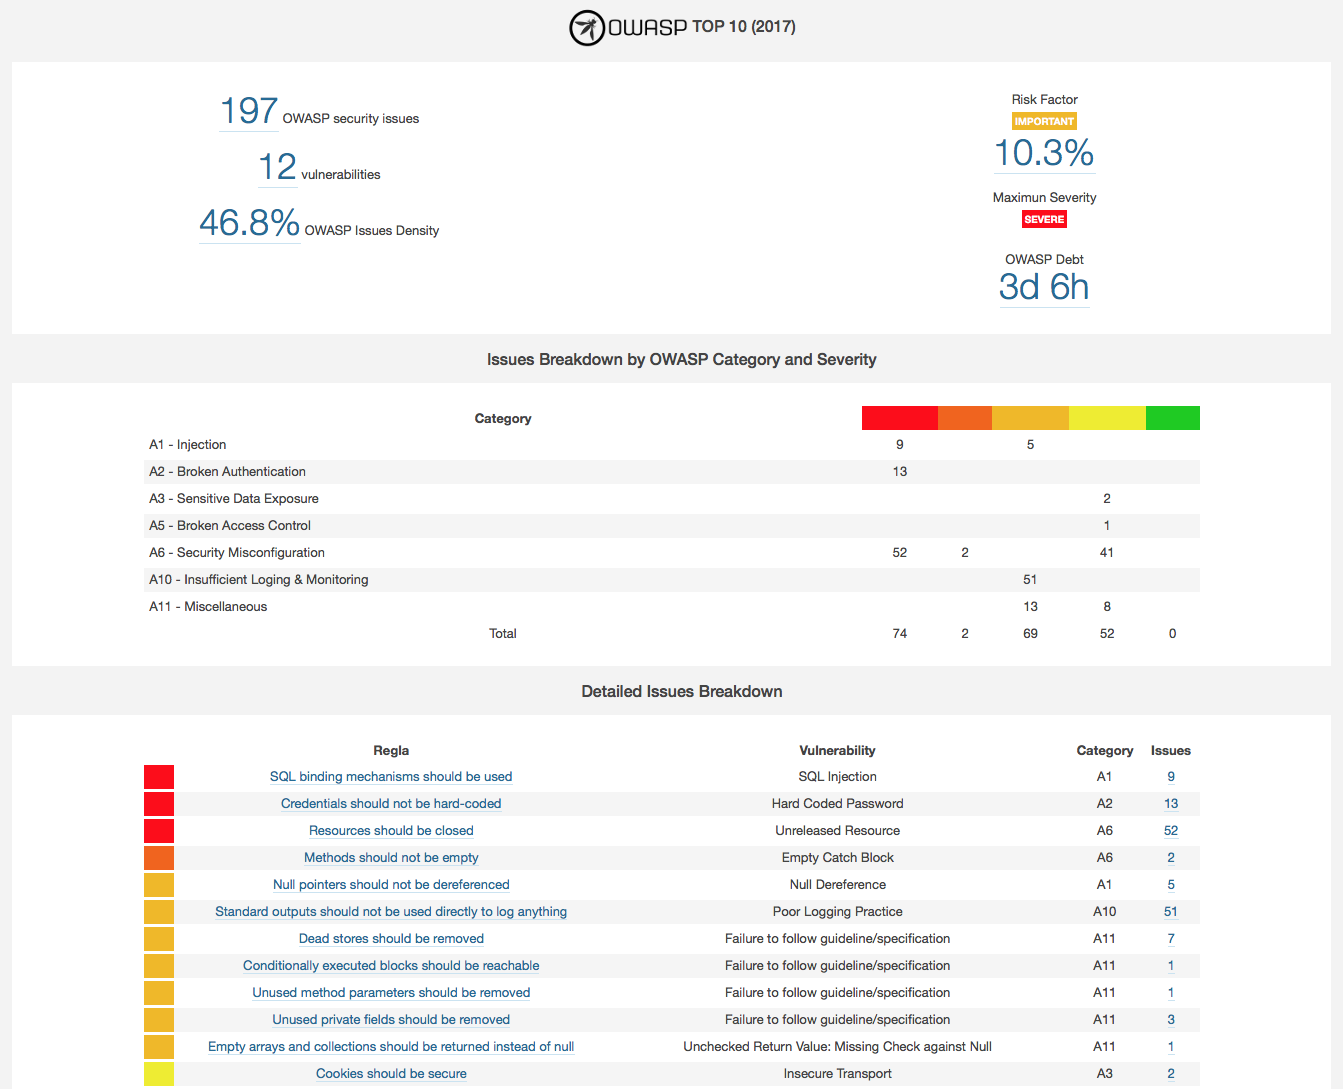 OWASP TOP 10 (2017)
197 OWASP security issues
12 vulnerabilities
46.8% OWASP Issues Density
Risk Factor
IMPORTANT
10.3%
Maximun Severity
SEVERE
OWASP Debt
3d 6h
Issues Breakdown by OWASP Category and Severity
Category
A1 - Injection 9 5
A2 - Broken Authentication 13
A3 - Sensitive Data Exposure 2
A5 - Broken Access Control 1
A6 - Security Misconfiguration 52 2 41
A10 - Insufficient Loging & Monitoring 51
A11 - Miscellaneous 13 8
Total 74 2 69 52 0
Detailed Issues Breakdown
Regla Vulnerability Category Issues
SQL binding mechanisms should be used SQL Injection A1 9
Credentials should not be hard-coded Hard Coded Password A2 13
Resources should be closed Unreleased Resource A6 52
Methods should not be empty Empty Catch Block A6 2
Null pointers should not be dereferenced Null Dereference A1 5
Standard outputs should not be used directly to log anything Poor Logging Practice A10 51
Dead stores should be removed Failure to follow guideline/specification A11 7
Conditionally executed blocks should be reachable Failure to follow guideline/specification A11 1
Unused method parameters should be removed Failure to follow guideline/specification A11 1
Unused private fields should be removed Failure to follow guideline/specification A11 3
Empty arrays and collections should be returned instead of null Unchecked Return Value: Missing Check against Null A11 1
Cookies should be secure Insecure Transport A3 2